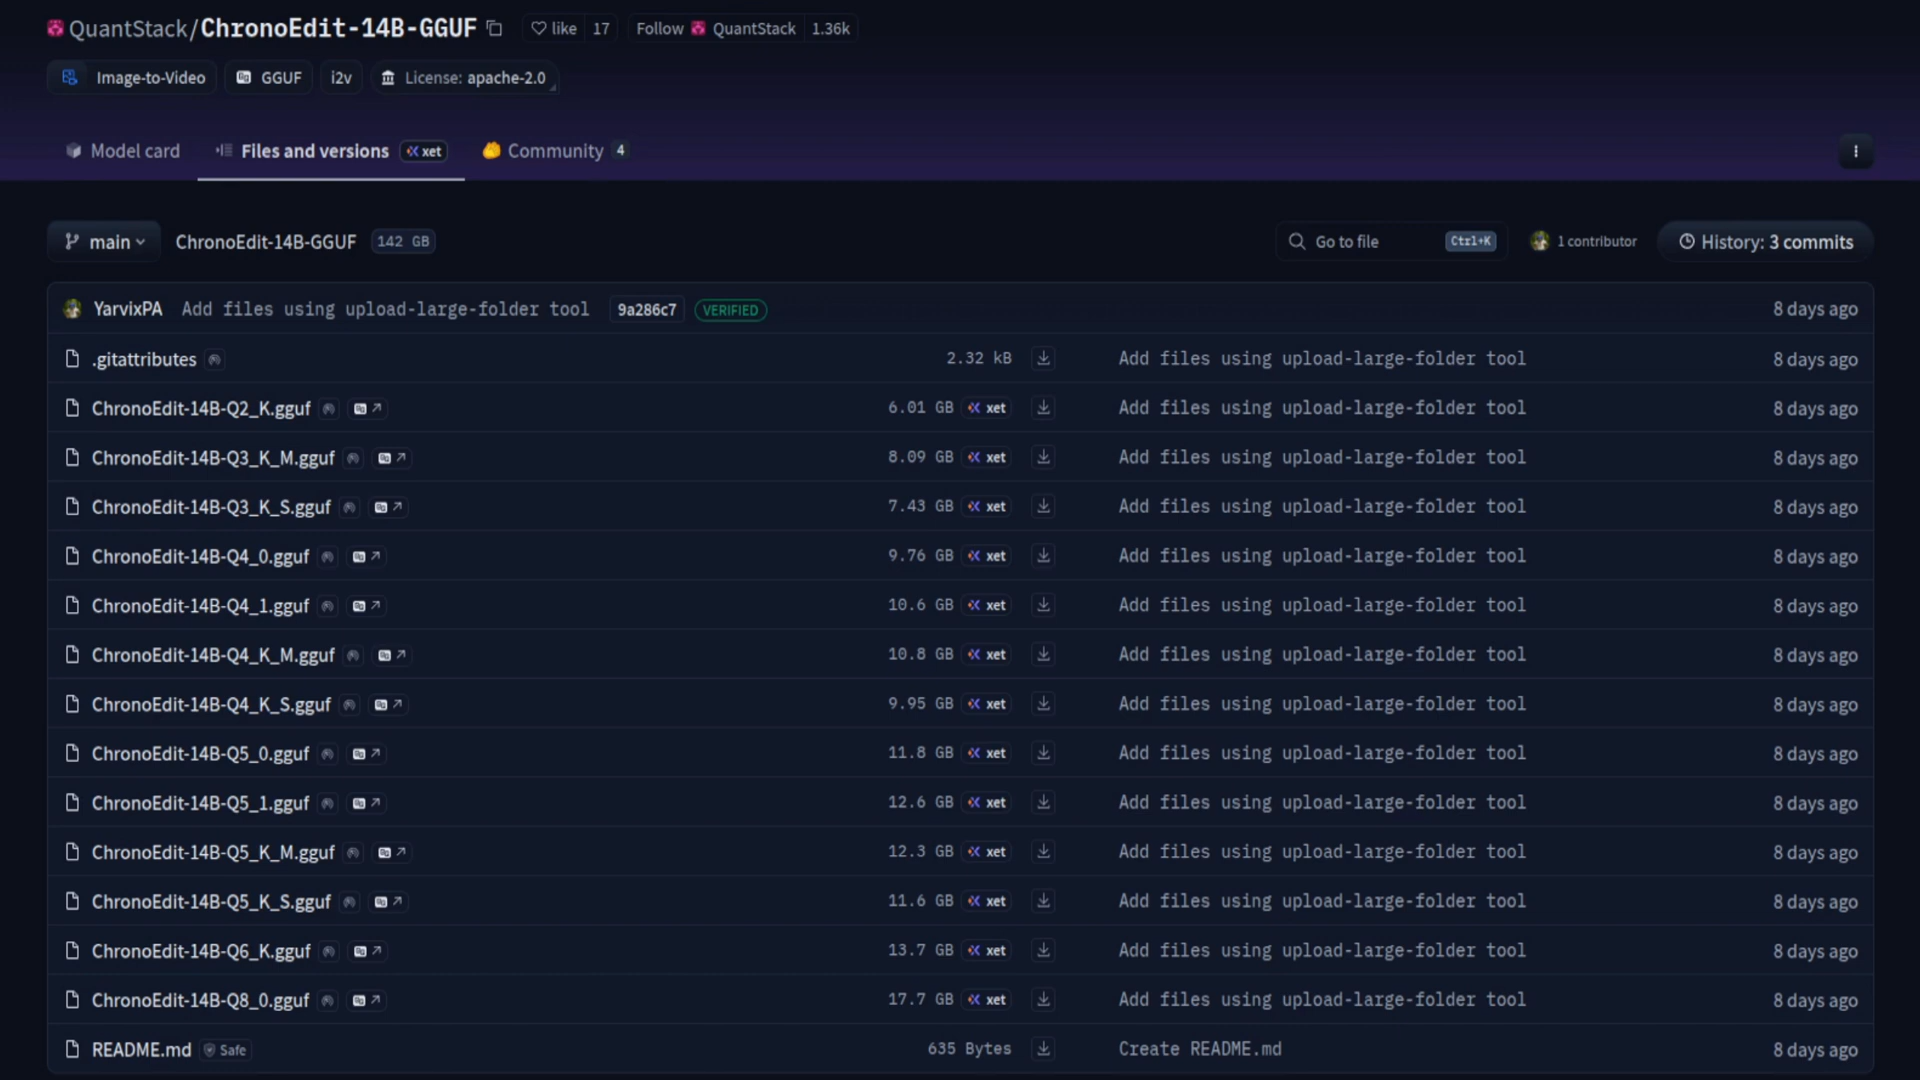 QuantStack/ChronoEdit-14B-GGUF like 17 Follow QuantStack 1.36k
Image-to-Video GGUF i2v License: apache-2.0
Model card Files and versions xet Community 4
main ChronoEdit-14B-GGUF 142 GB Go to file Ctrl+K 1 contributor History: 3 commits
YarvixPA Add files using upload-large-folder tool 9a286c7 VERIFIED 8 days ago
.gitattributes 2.32 kB Add files using upload-large-folder tool 8 days ago
ChronoEdit-14B-Q2_K.gguf 6.01 GB xet Add files using upload-large-folder tool 8 days ago
ChronoEdit-14B-Q3_K_M.gguf 8.09 GB xet Add files using upload-large-folder tool 8 days ago
ChronoEdit-14B-Q3_K_S.gguf 7.43 GB xet Add files using upload-large-folder tool 8 days ago
ChronoEdit-14B-Q4_0.gguf 9.76 GB xet Add files using upload-large-folder tool 8 days ago
ChronoEdit-14B-Q4_1.gguf 10.6 GB xet Add files using upload-large-folder tool 8 days ago
ChronoEdit-14B-Q4_K_M.gguf 10.8 GB xet Add files using upload-large-folder tool 8 days ago
ChronoEdit-14B-Q4_K_S.gguf 9.95 GB xet Add files using upload-large-folder tool 8 days ago
ChronoEdit-14B-Q5_0.gguf 11.8 GB xet Add files using upload-large-folder tool 8 days ago
ChronoEdit-14B-Q5_1.gguf 12.6 GB xet Add files using upload-large-folder tool 8 days ago
ChronoEdit-14B-Q5_K_M.gguf 12.3 GB xet Add files using upload-large-folder tool 8 days ago
ChronoEdit-14B-Q5_K_S.gguf 11.6 GB xet Add files using upload-large-folder tool 8 days ago
ChronoEdit-14B-Q6_K.gguf 13.7 GB xet Add files using upload-large-folder tool 8 days ago
ChronoEdit-14B-Q8_0.gguf 17.7 GB xet Add files using upload-large-folder tool 8 days ago
README.md Safe 635 Bytes Create README.md 8 days ago